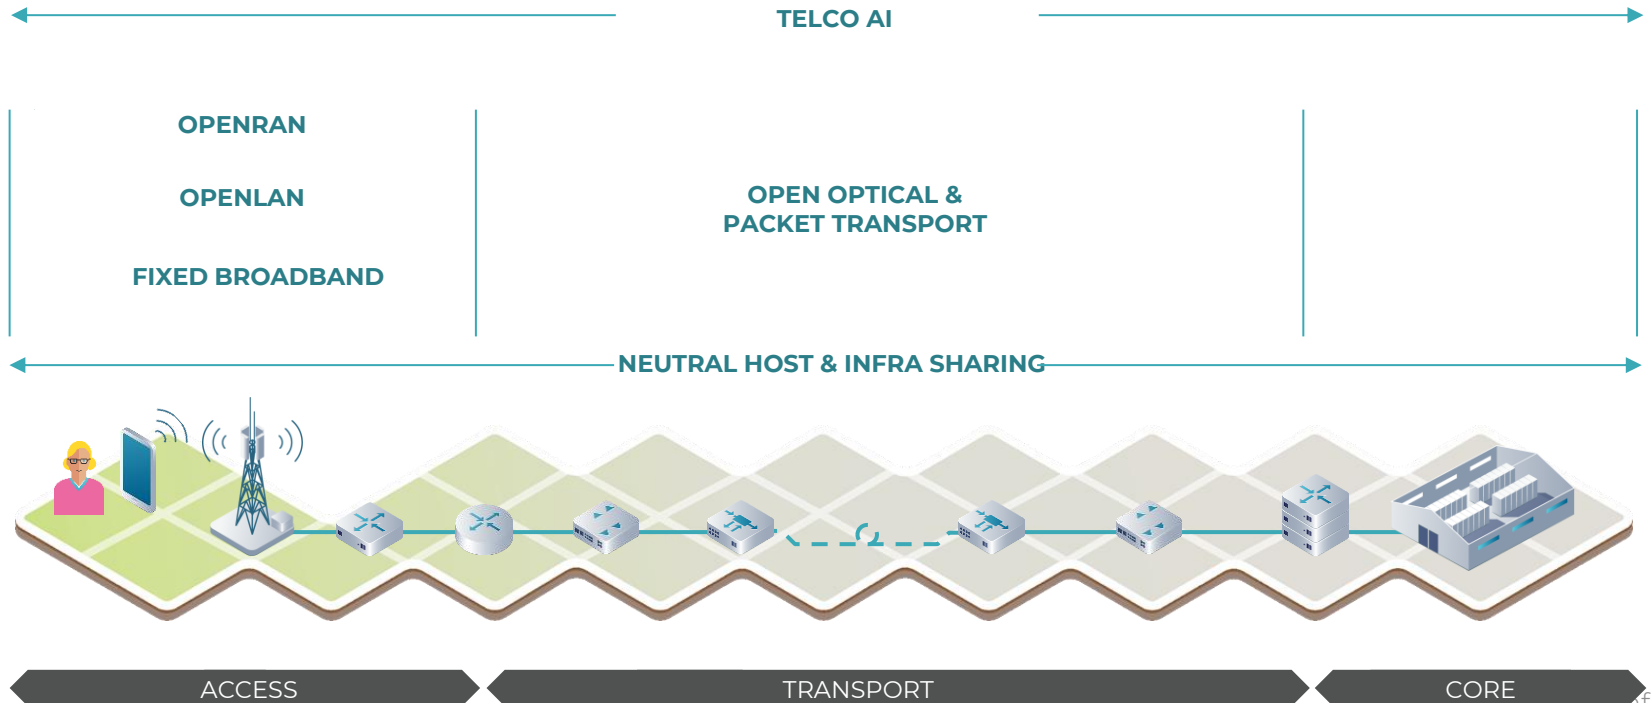 TELCO AI
OPENRAN
OPENLAN
FIXED BROADBAND
OPEN OPTICAL &
PACKET TRANSPORT
NEUTRAL HOST & INFRA SHARING
ACCESS
TRANSPORT
CORE